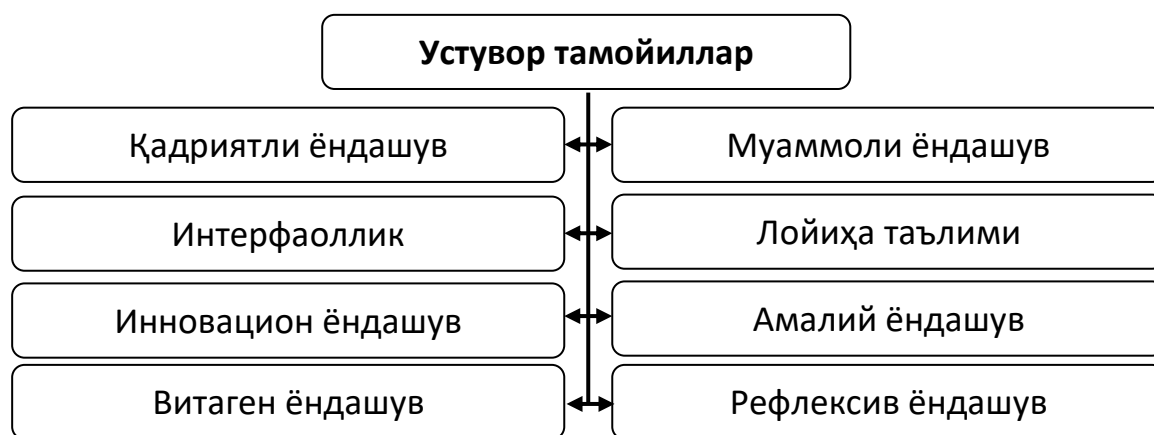 Устувор тамойиллар
Қадриятли ёндашув
Муаммоли ёндашув
Интерфаоллик
Лойиҳа таълими
Инновацион ёндашув
Амалий ёндашув
Витаген ёндашув
Рефлексив ёндашув